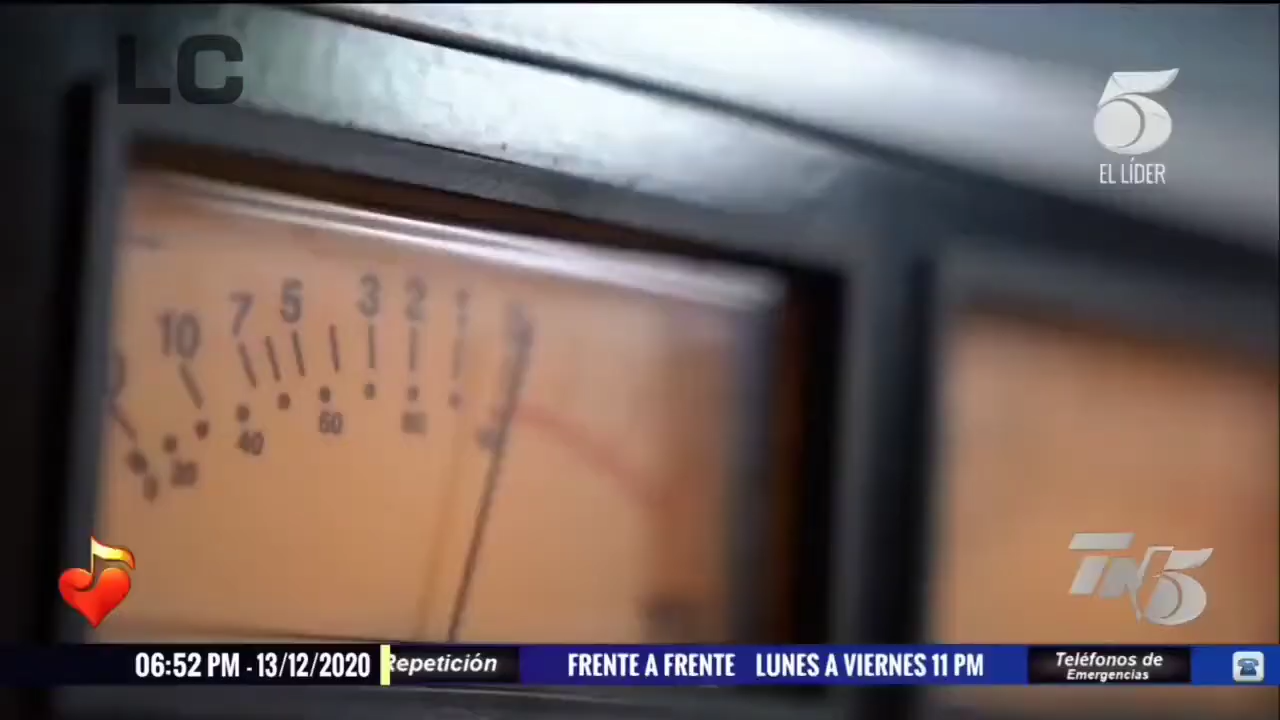 LC
5
EL LÍDER
10 7 5 3 2 1
20 40 60 80
TN5
06:52 PM - 13/12/2020
Repetición
FRENTE A FRENTE LUNES A VIERNES 11 PM
Teléfonos de
Emergencias